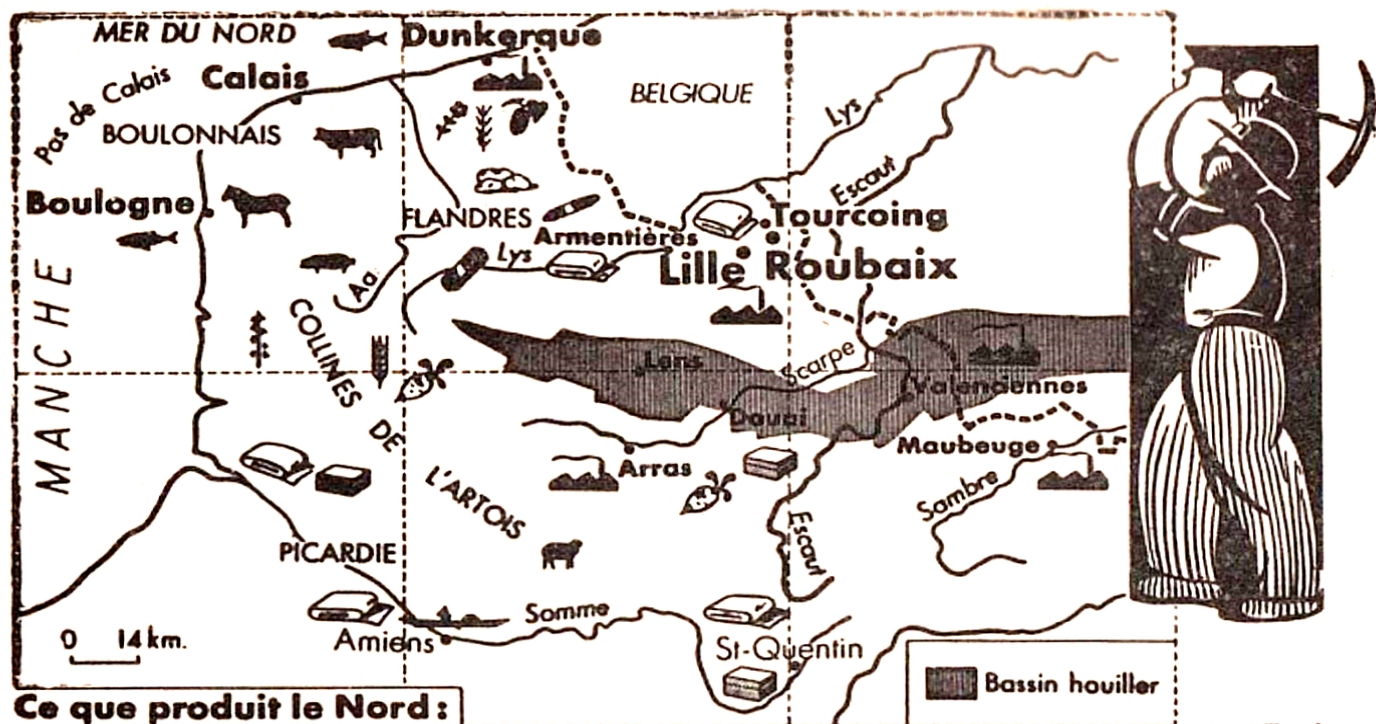 MER DU NORD
Dunkerque
Pas de Calais
Calais
BELGIQUE
Lys
BOULONNAIS
Escaut
Boulogne
FLANDRES
Armentières
Tourcoing
Lys
Lille
Roubaix
MANCHE
Aa
COLLINES DE L'ARTOIS
Lens
Scarpe
Valenciennes
Douai
Maubeuge
Arras
Sambre
Escaut
PICARDIE
Somme
0 14 km.
Amiens
St-Quentin
Bassin houiller
Ce que produit le Nord :